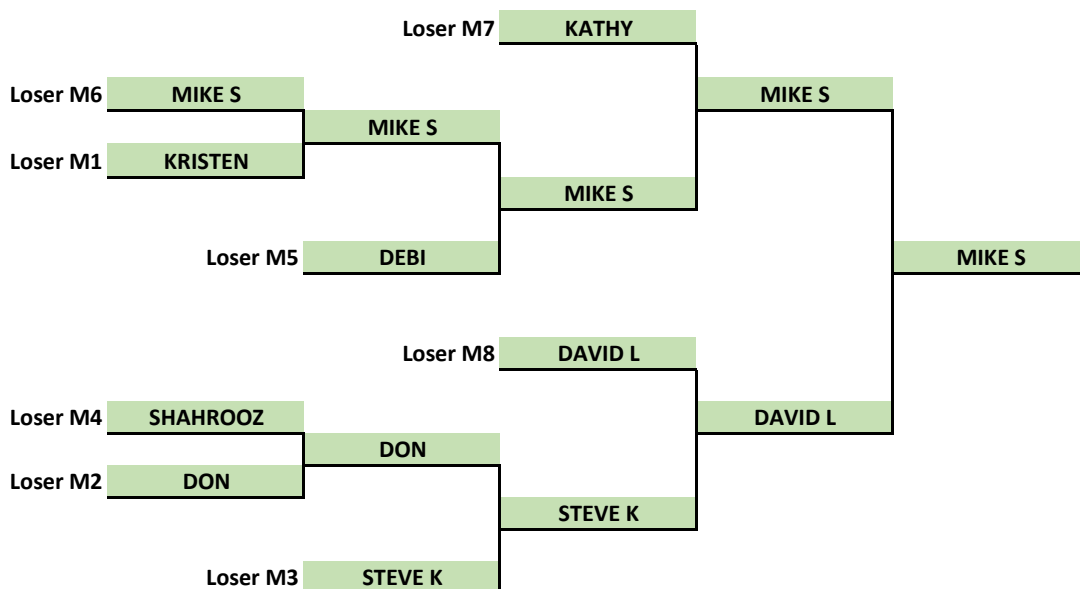 Loser M7 KATHY
Loser M6 MIKE S MIKE S
MIKE S
Loser M1 KRISTEN
MIKE S
Loser M5 DEBI MIKE S
Loser M8 DAVID L
Loser M4 SHAHROOZ DAVID L
DON
Loser M2 DON
STEVE K
Loser M3 STEVE K